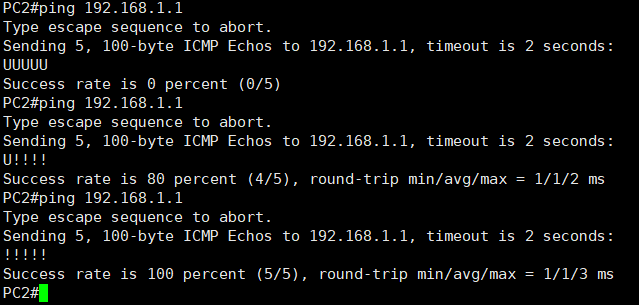 PC2#ping 192.168.1.1
Type escape sequence to abort.
Sending 5, 100-byte ICMP Echos to 192.168.1.1, timeout is 2 seconds:
UUUUU
Success rate is 0 percent (0/5)
PC2#ping 192.168.1.1
Type escape sequence to abort.
Sending 5, 100-byte ICMP Echos to 192.168.1.1, timeout is 2 seconds:
U!!!!
Success rate is 80 percent (4/5), round-trip min/avg/max = 1/1/2 ms
PC2#ping 192.168.1.1
Type escape sequence to abort.
Sending 5, 100-byte ICMP Echos to 192.168.1.1, timeout is 2 seconds:
!!!!!
Success rate is 100 percent (5/5), round-trip min/avg/max = 1/1/3 ms
PC2#